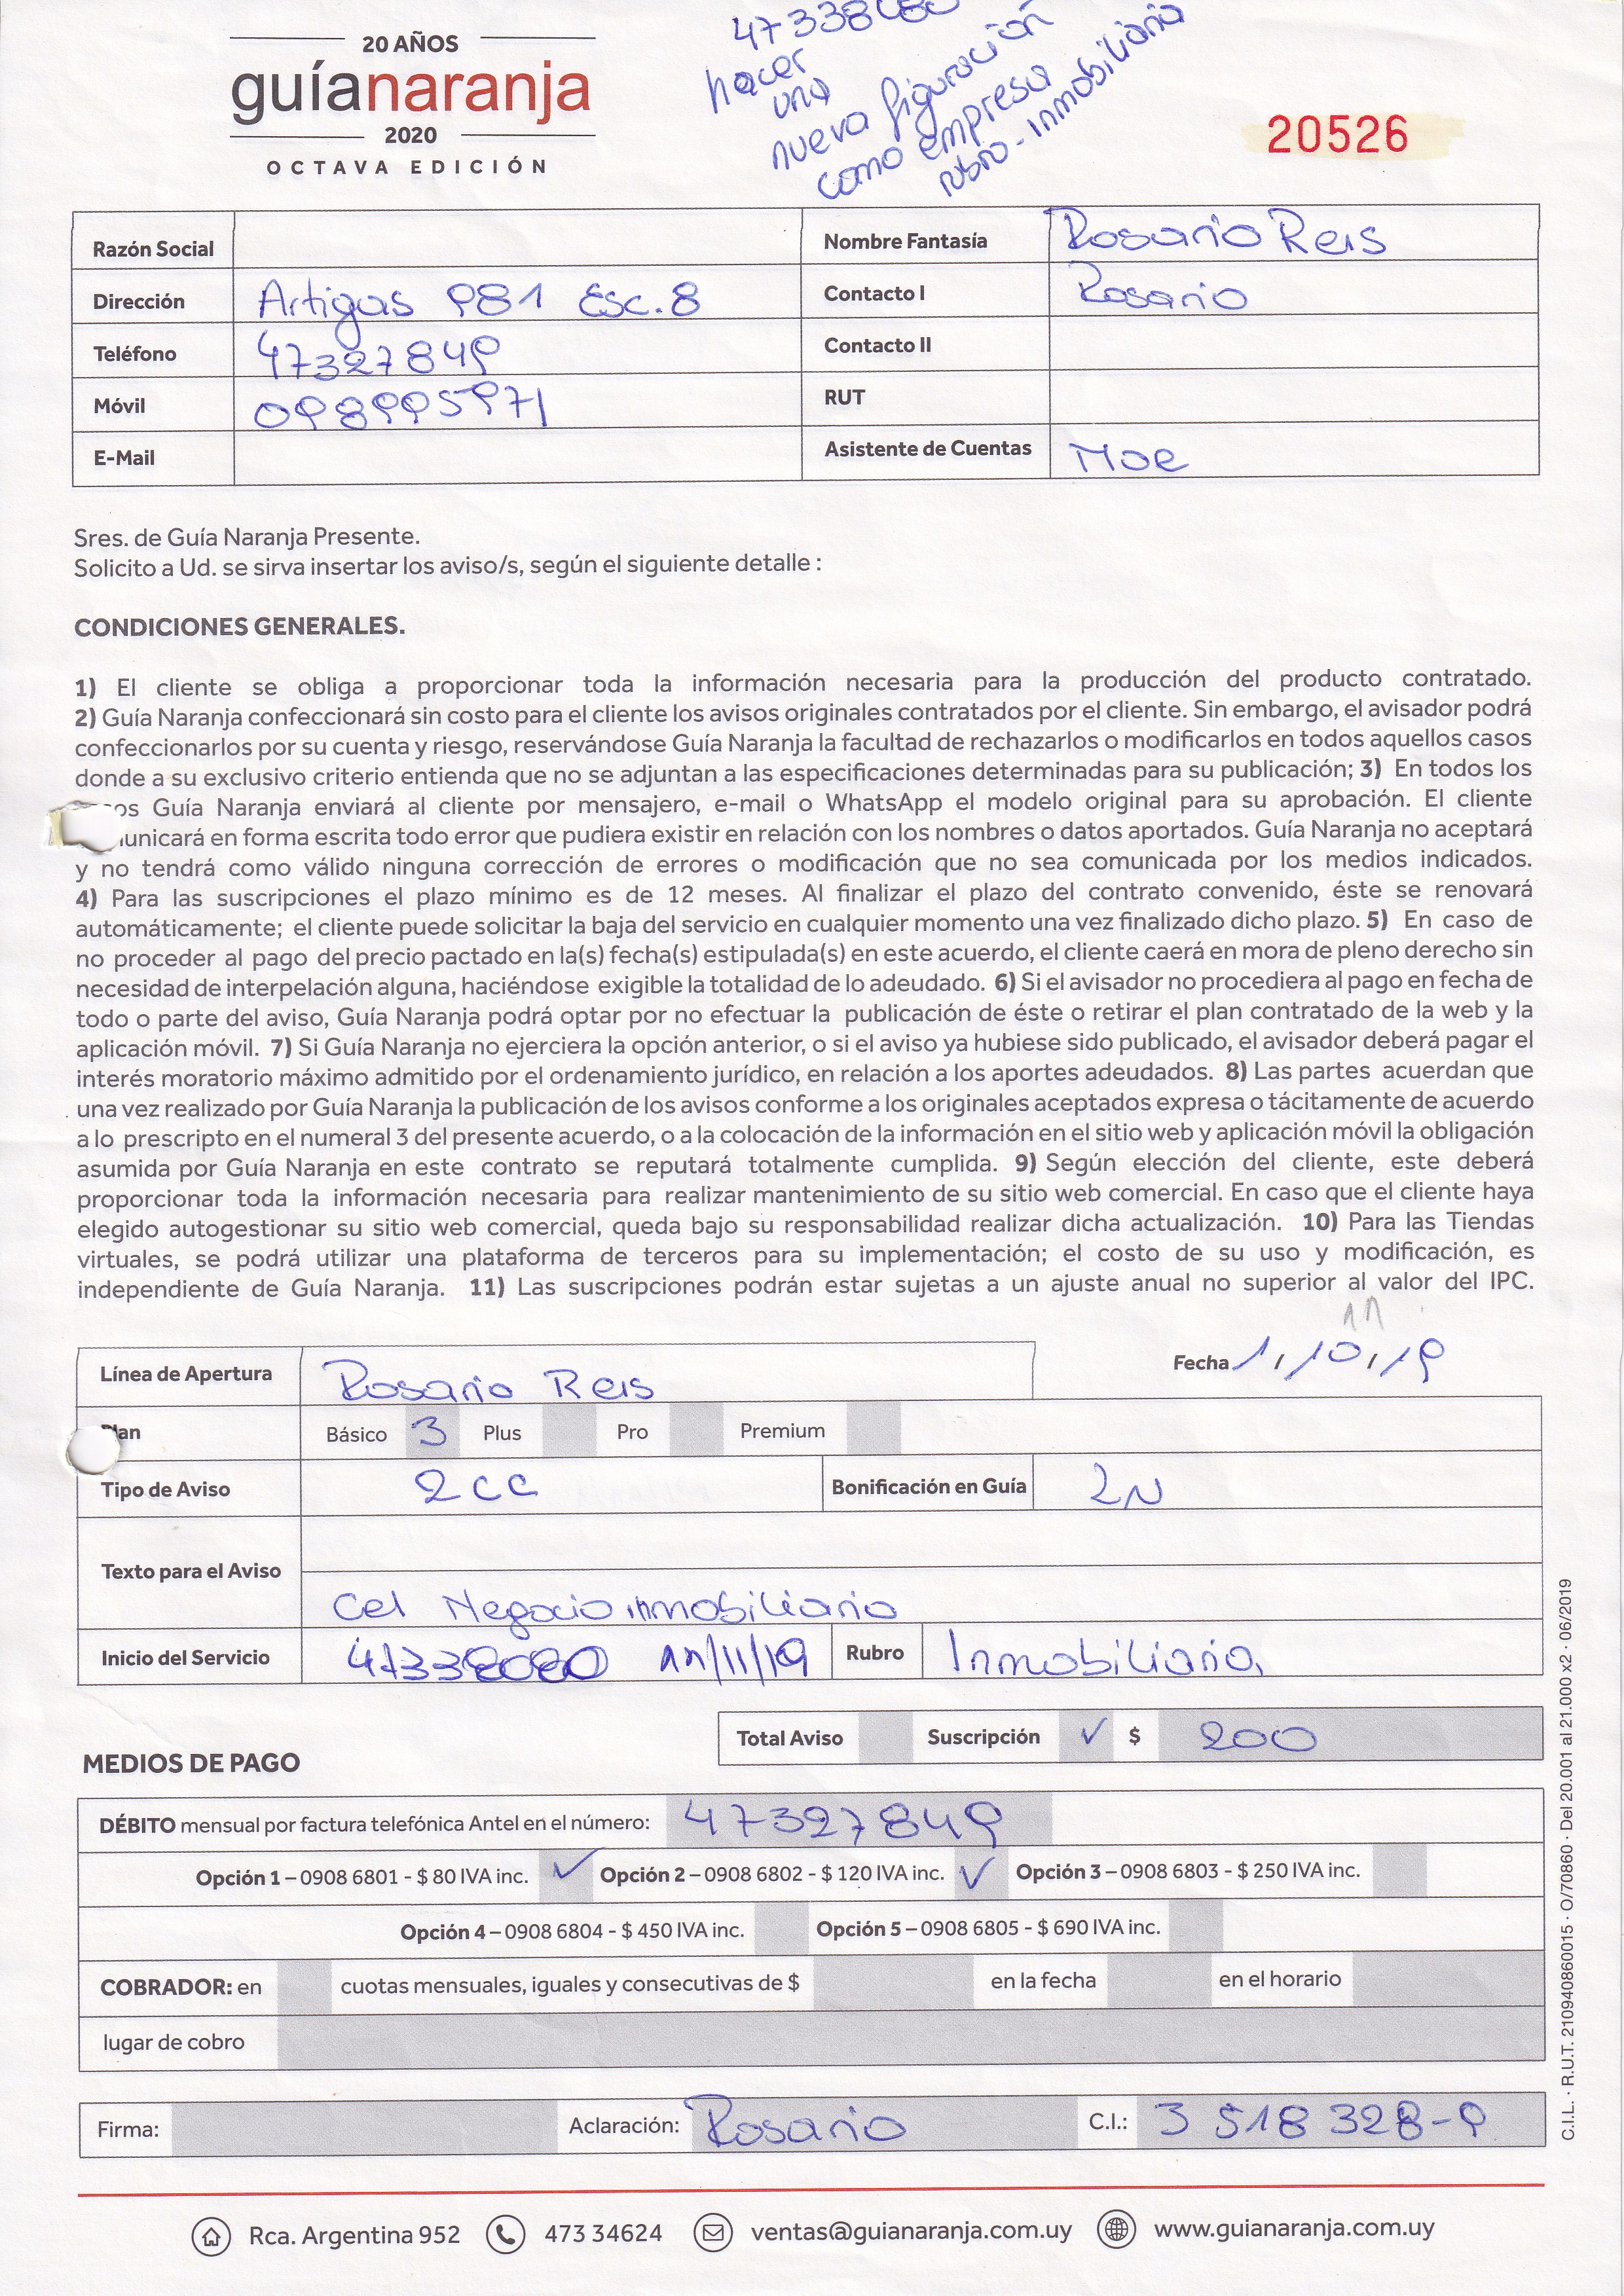 20 AÑOS
guíanaranja
2020
OCTAVA EDICIÓN
hacer
una
nueva figuración
como empresa
rubro - Inmobiliaria
20526
Razón Social
Nombre Fantasía Rosario Reis
Dirección Artigas 981 Esc. 8
Contacto I Rosario
Teléfono 47327849
Contacto II
Móvil 098995971
RUT
E-Mail
Asistente de Cuentas Noe
Sres. de Guía Naranja Presente.
Solicito a Ud. se sirva insertar los aviso/s, según el siguiente detalle :
CONDICIONES GENERALES.
1) El cliente se obliga a proporcionar toda la información necesaria para la producción del producto contratado.
2) Guía Naranja confeccionará sin costo para el cliente los avisos originales contratados por el cliente. Sin embargo, el avisador podrá
confeccionarlos por su cuenta y riesgo, reservándose Guía Naranja la facultad de rechazarlos o modificarlos en todos aquellos casos
donde a su exclusivo criterio entienda que no se adjuntan a las especificaciones determinadas para su publicación; 3) En todos los
os Guía Naranja enviará al cliente por mensajero, e-mail o WhatsApp el modelo original para su aprobación. El cliente
unicará en forma escrita todo error que pudiera existir en relación con los nombres o datos aportados. Guía Naranja no aceptará
y no tendrá como válido ninguna corrección de errores o modificación que no sea comunicada por los medios indicados.
4) Para las suscripciones el plazo mínimo es de 12 meses. Al finalizar el plazo del contrato convenido, éste se renovará
automáticamente; el cliente puede solicitar la baja del servicio en cualquier momento una vez finalizado dicho plazo. 5) En caso de
no proceder al pago del precio pactado en la(s) fecha(s) estipulada(s) en este acuerdo, el cliente caerá en mora de pleno derecho sin
necesidad de interpelación alguna, haciéndose exigible la totalidad de lo adeudado. 6) Si el avisador no procediera al pago en fecha de
todo o parte del aviso, Guía Naranja podrá optar por no efectuar la publicación de éste o retirar el plan contratado de la web y la
aplicación móvil. 7) Si Guía Naranja no ejerciera la opción anterior, o si el aviso ya hubiese sido publicado, el avisador deberá pagar el
interés moratorio máximo admitido por el ordenamiento jurídico, en relación a los aportes adeudados. 8) Las partes acuerdan que
una vez realizado por Guía Naranja la publicación de los avisos conforme a los originales aceptados expresa o tácitamente de acuerdo
a lo prescripto en el numeral 3 del presente acuerdo, o a la colocación de la información en el sitio web y aplicación móvil la obligación
asumida por Guía Naranja en este contrato se reputará totalmente cumplida. 9) Según elección del cliente, este deberá
proporcionar toda la información necesaria para realizar mantenimiento de su sitio web comercial. En caso que el cliente haya
elegido autogestionar su sitio web comercial, queda bajo su responsabilidad realizar dicha actualización. 10) Para las Tiendas
virtuales, se podrá utilizar una plataforma de terceros para su implementación; el costo de su uso y modificación, es
independiente de Guía Naranja. 11) Las suscripciones podrán estar sujetas a un ajuste anual no superior al valor del IPC.
11
Línea de Apertura Rosario Reis
Fecha 1/10/19
Plan Básico 3 Plus Pro Premium
Tipo de Aviso 2 CC Bonificación en Guía 2N
Texto para el Aviso
Cel Negocio inmobiliario
Inicio del Servicio 11/11/19 Rubro Inmobiliaria
Total Aviso Suscripción ✓ $ 200
MEDIOS DE PAGO
DÉBITO mensual por factura telefónica Antel en el número: 47327849
Opción 1 – 0908 6801 - $ 80 IVA inc. ✓ Opción 2 – 0908 6802 - $ 120 IVA inc. ✓ Opción 3 – 0908 6803 - $ 250 IVA inc.
Opción 4 – 0908 6804 - $ 450 IVA inc. Opción 5 – 0908 6805 - $ 690 IVA inc.
COBRADOR: en cuotas mensuales, iguales y consecutivas de $ en la fecha en el horario
lugar de cobro
Firma: Aclaración: Rosario C.I.: 3 518 328-9
C.I.L. · R.U.T. 210940860015 · O/70860 · Del 20.001 al 21.000 x2 · 06/2019
Rca. Argentina 952 473 34624 ventas@guianaranja.com.uy www.guianaranja.com.uy